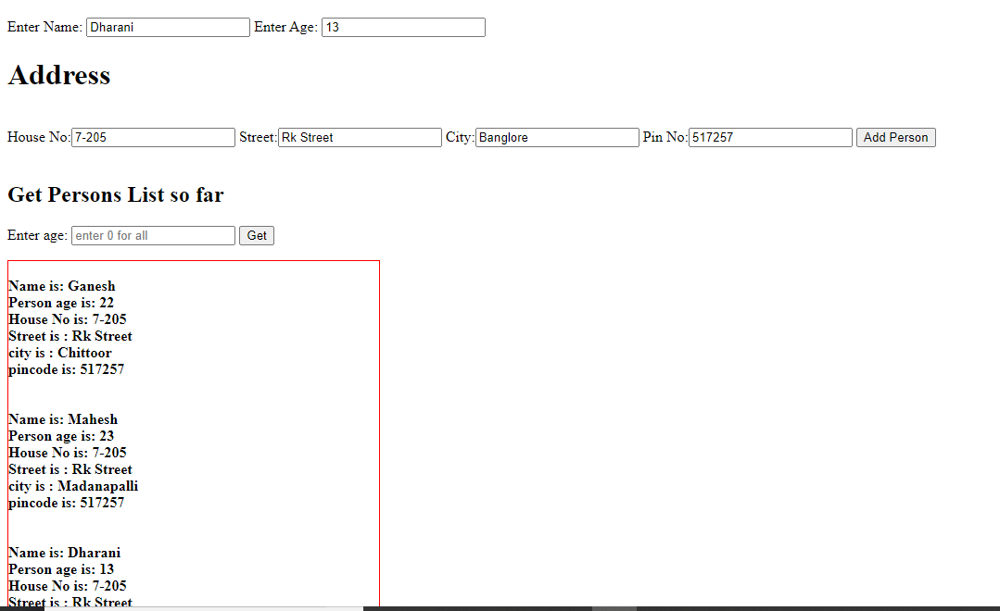 Enter Name: Dharani Enter Age: 13
Address
House No: 7-205 Street: Rk Street City: Banglore Pin No: 517257 Add Person
Get Persons List so far
Enter age: enter 0 for all Get
Name is: Ganesh
Person age is: 22
House No is: 7-205
Street is : Rk Street
city is : Chittoor
pincode is: 517257
Name is: Mahesh
Person age is: 23
House No is: 7-205
Street is : Rk Street
city is : Madanapalli
pincode is: 517257
Name is: Dharani
Person age is: 13
House No is: 7-205
Street is : Rk Street